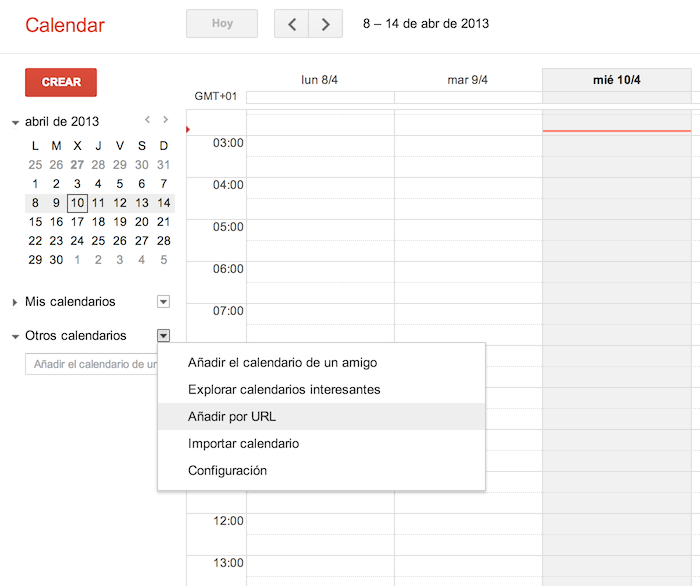 Calendar
Hoy
8 – 14 de abr de 2013
CREAR
lun 8/4 mar 9/4 mié 10/4
GMT+01
abril de 2013
L M X J V S D
25 26 27 28 29 30 31
1 2 3 4 5 6 7
8 9 10 11 12 13 14
15 16 17 18 19 20 21
22 23 24 25 26 27 28
29 30 1 2 3 4 5
Mis calendarios
Otros calendarios
Añadir el calendario de un
Añadir el calendario de un amigo
Explorar calendarios interesantes
Añadir por URL
Importar calendario
Configuración
03:00
04:00
05:00
06:00
07:00
12:00
13:00